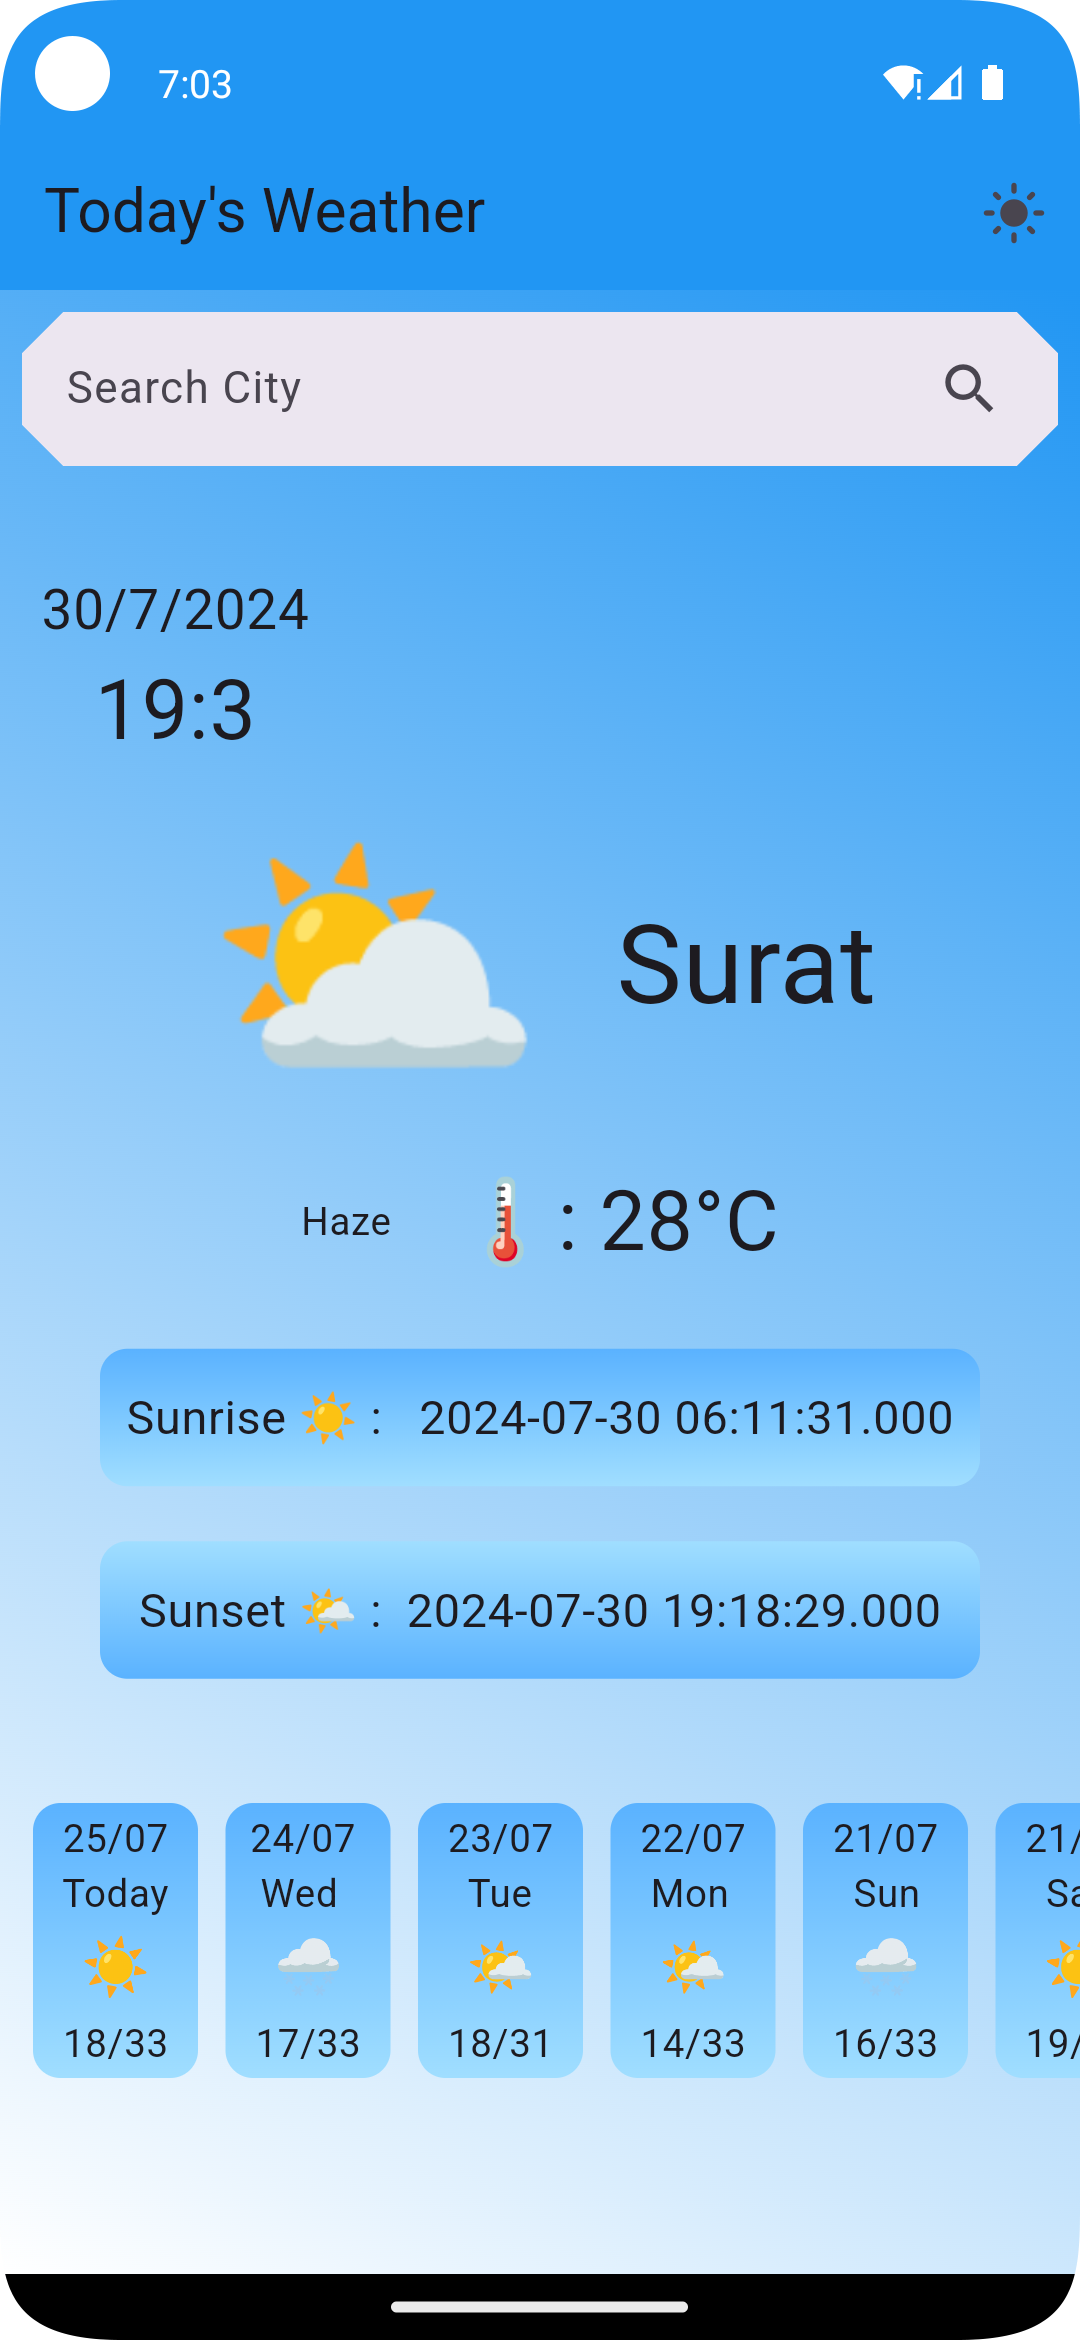 7:03
Today's Weather
Search City
30/7/2024
19:3
Surat
Haze : 28°C
Sunrise ☀️ : 2024-07-30 06:11:31.000
Sunset 🌤️ : 2024-07-30 19:18:29.000
25/07 24/07 23/07 22/07 21/07 21/
Today Wed Tue Mon Sun Sa
18/33 17/33 18/31 14/33 16/33 19/